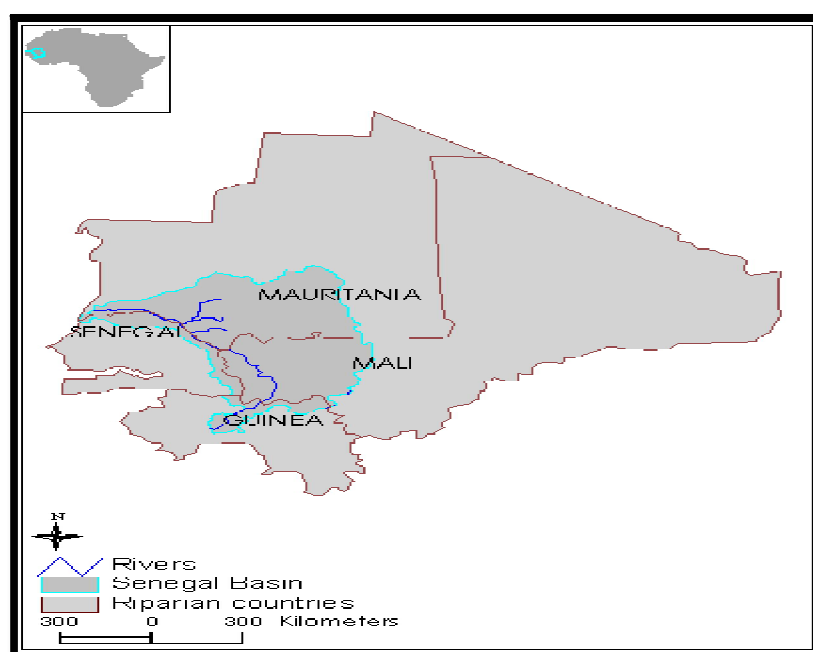 MAURITANIA
SENEGAL
MALI
GUINEA
N
Rivers
Senegal Basin
Riparian countries
300 0 300 Kilometers